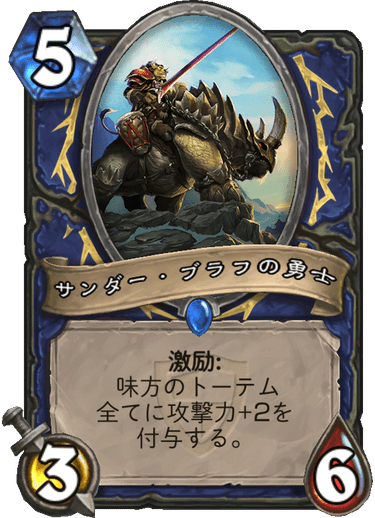 5
サンダー・ブラフの勇士
激励:
味方のトーテム
全てに攻撃力+2を
付与する。
3
6